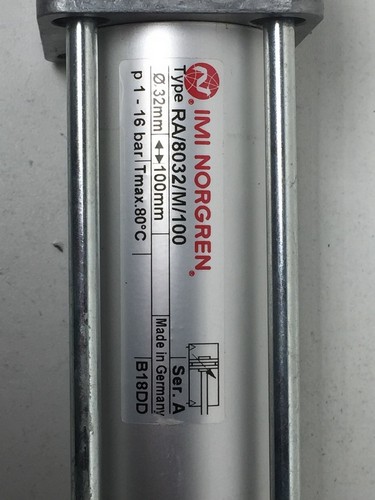 IMI NORGREN®
Type RA/8032/M/100 Ser. A
Ø.32mm ↔100mm Made in Germany
p 1 - 16 bar Tmax.80°C B18DD